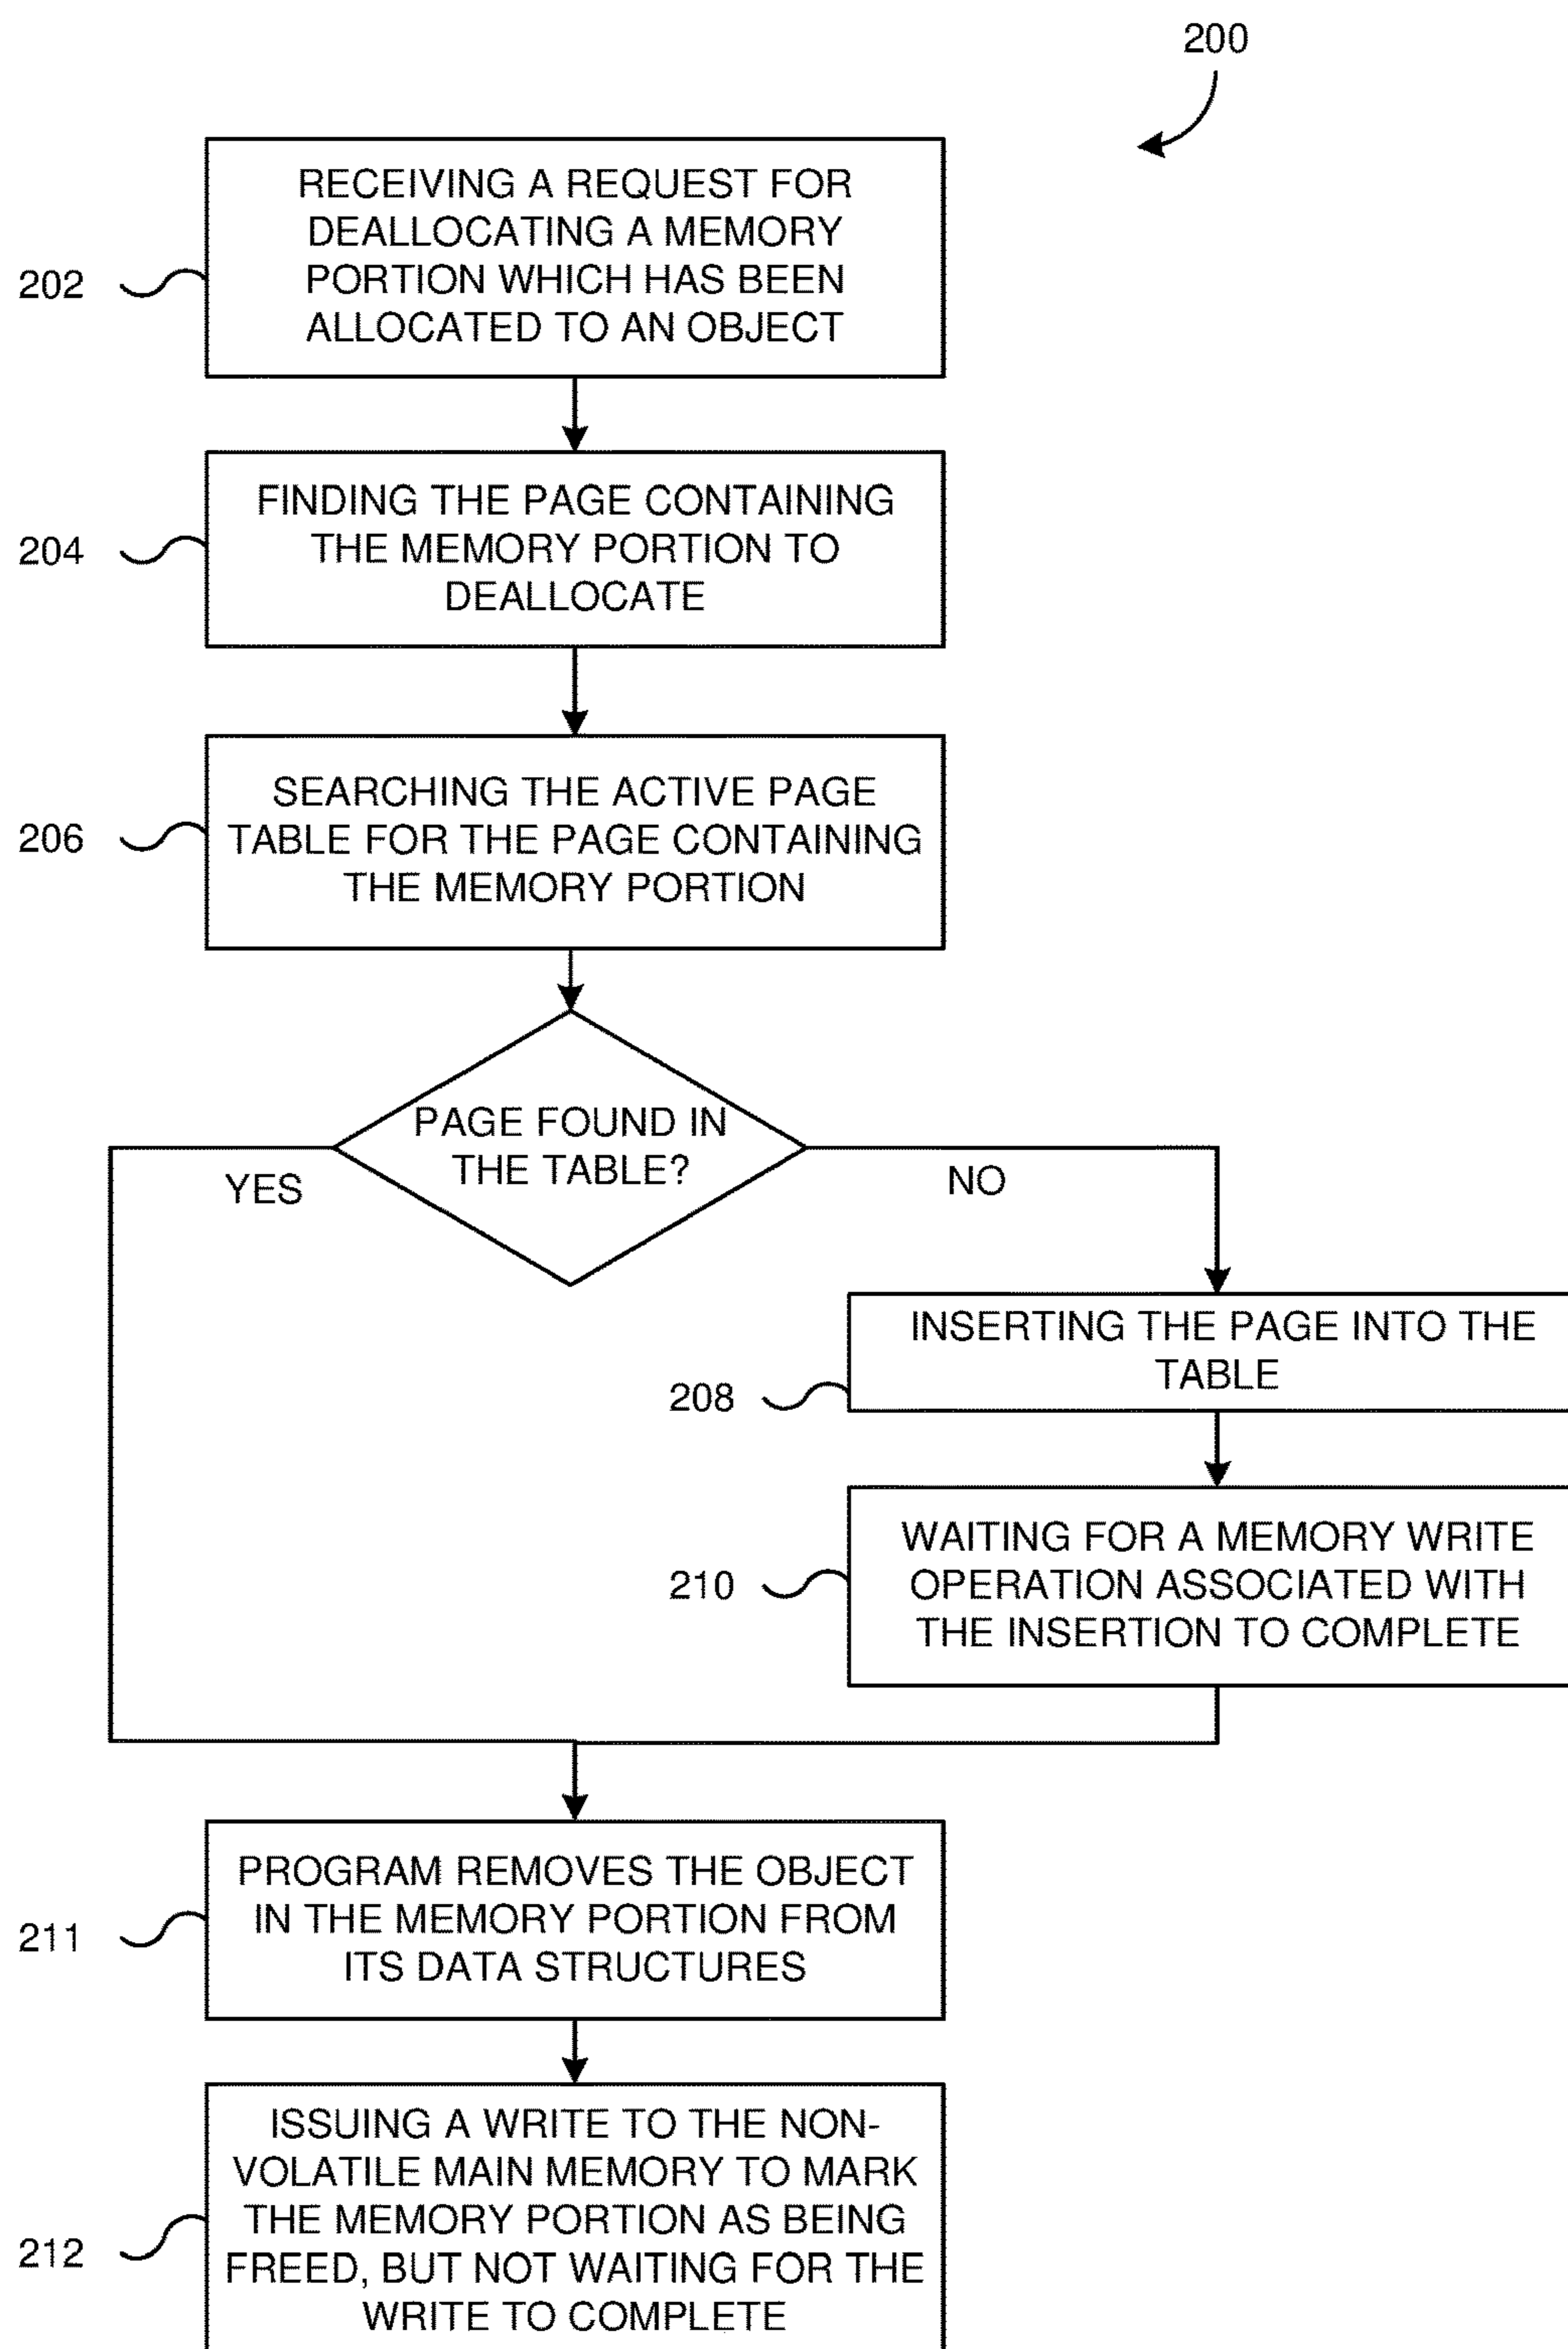 200
RECEIVING A REQUEST FOR
DEALLOCATING A MEMORY
PORTION WHICH HAS BEEN
ALLOCATED TO AN OBJECT
202
FINDING THE PAGE CONTAINING
THE MEMORY PORTION TO
DEALLOCATE
204
SEARCHING THE ACTIVE PAGE
TABLE FOR THE PAGE CONTAINING
THE MEMORY PORTION
206
PAGE FOUND IN
THE TABLE?
YES
NO
INSERTING THE PAGE INTO THE
TABLE
208
WAITING FOR A MEMORY WRITE
OPERATION ASSOCIATED WITH
THE INSERTION TO COMPLETE
210
PROGRAM REMOVES THE OBJECT
IN THE MEMORY PORTION FROM
ITS DATA STRUCTURES
211
ISSUING A WRITE TO THE NON-
VOLATILE MAIN MEMORY TO MARK
THE MEMORY PORTION AS BEING
FREED, BUT NOT WAITING FOR THE
WRITE TO COMPLETE
212